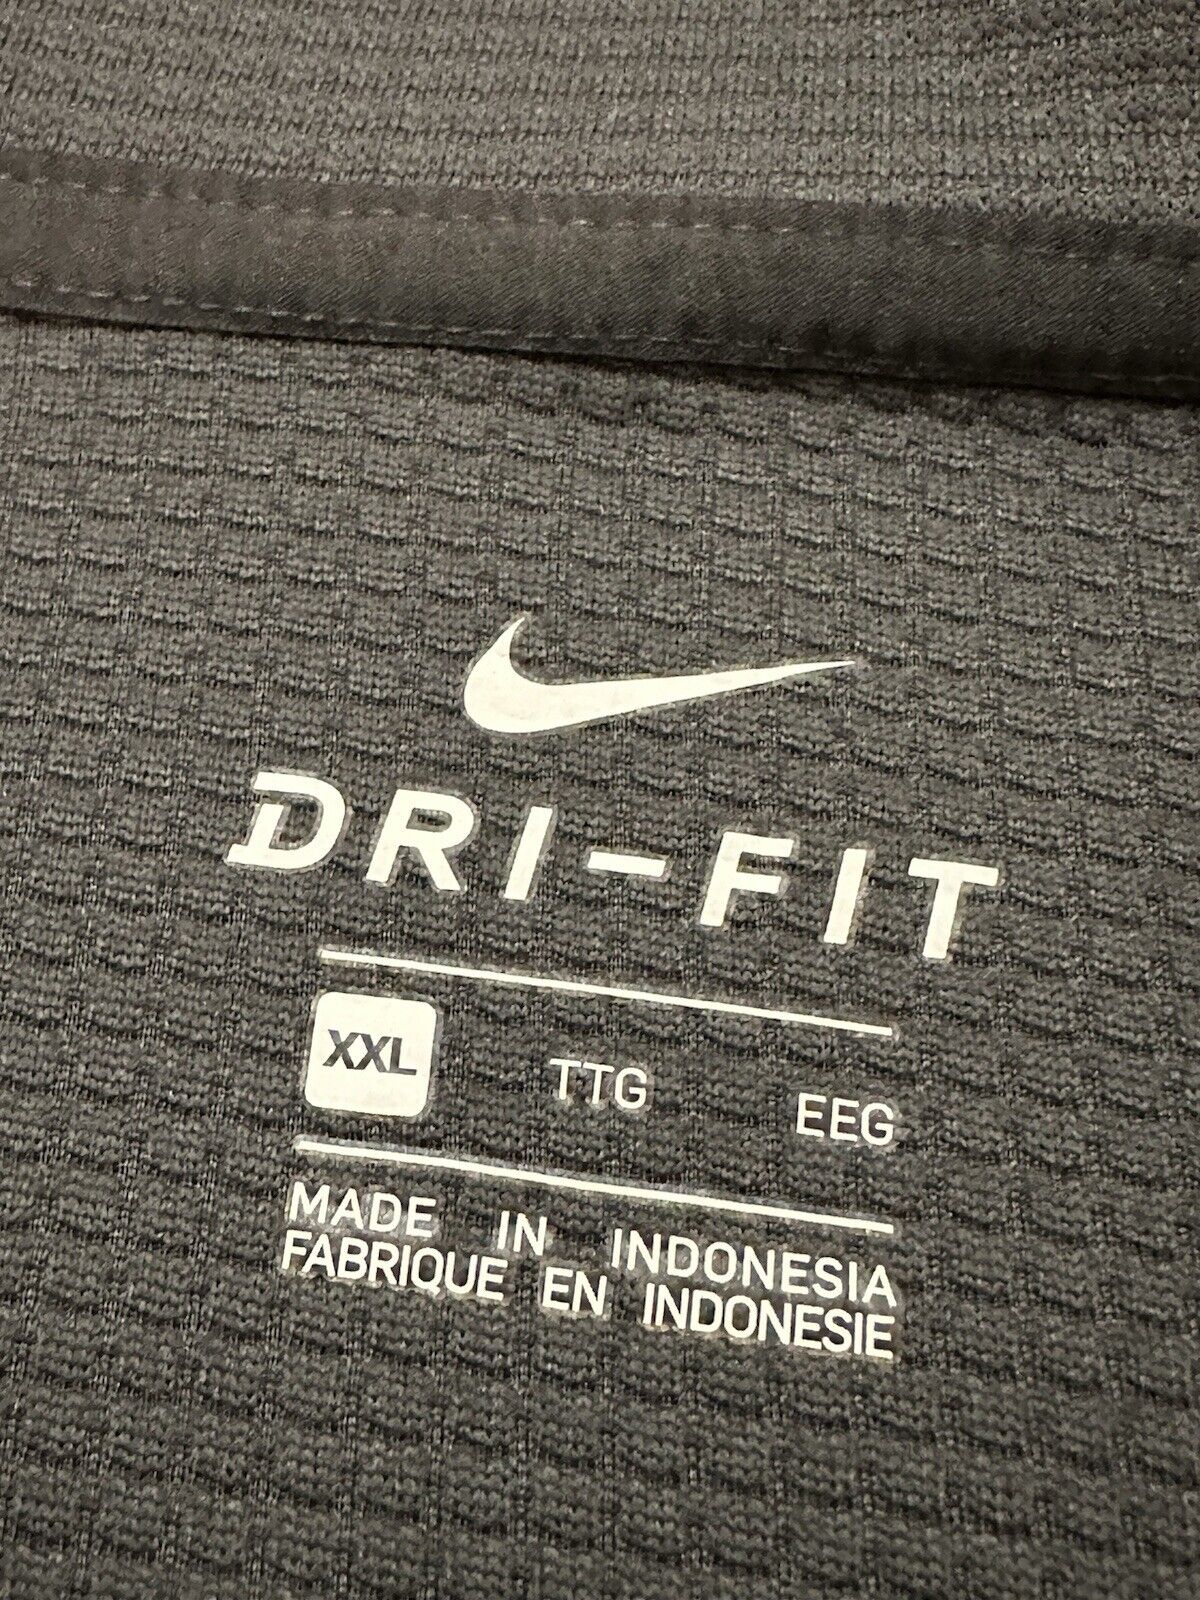 DRI-FIT
XXL TTG EEG
MADE IN INDONESIA
FABRIQUE EN INDONESIE